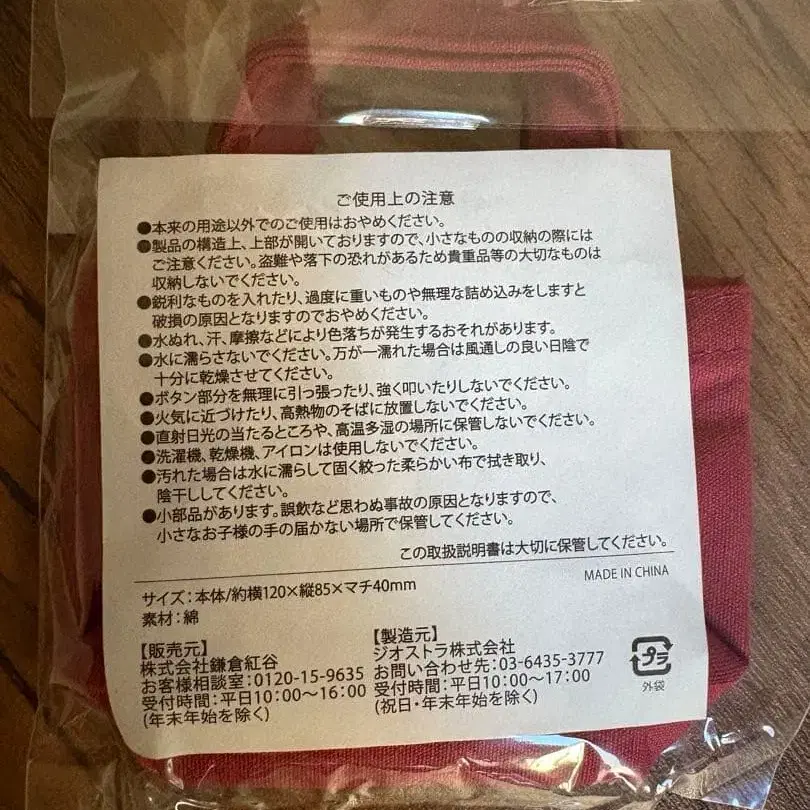 ご使用上の注意
●本来の用途以外でのご使用はおやめください。
●製品の構造上、上部が開いておりますので、小さなものの収納の際には
ご注意ください。盗難や落下の恐れがあるため貴重品等の大切なものは
収納しないでください。
●鋭利なものを入れたり、過度に重いものや無理な詰め込みをしますと
破損の原因となりますのでおやめください。
●水ぬれ、汗、摩擦などにより色落ちが発生するおそれがあります。
●水に濡らさないでください。万が一濡れた場合は風通しの良い日陰で
十分に乾燥させてください。
●ボタン部分を無理に引っ張ったり、強く叩いたりしないでください。
●火気に近づけたり、高熱物のそばに放置しないでください。
●直射日光の当たるところや、高温多湿の場所に保管しないでください。
●洗濯機、乾燥機、アイロンは使用しないでください。
●汚れた場合は水に濡らして固く絞った柔らかい布で拭き取り、
陰干ししてください。
●小部品があります。誤飲など思わぬ事故の原因となりますので、
小さなお子様の手の届かない場所で保管してください。
この取扱説明書は大切に保管してください。
MADE IN CHINA
サイズ:本体/約横120×縦85×マチ40mm
素材:綿
【販売元】
株式会社鎌倉紅谷
お客様相談室:0120-15-9635
受付時間:平日10:00〜16:00
(年末年始を除く)
【製造元】
ジオストラ株式会社
お問い合わせ先:03-6435-3777
受付時間:平日10:00〜17:00
(祝日・年末年始を除く)
プラ
外袋